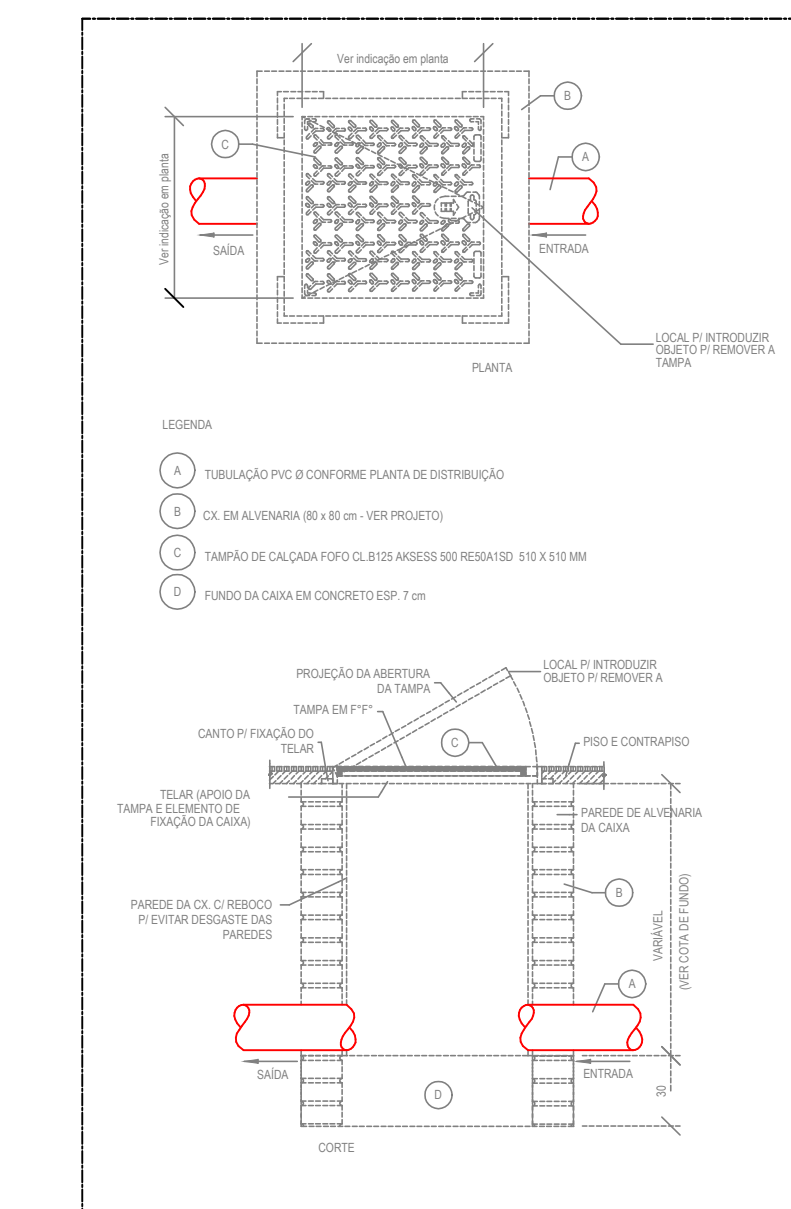 Ver indicação em planta
B
A
C
Ver indicação em planta
SAÍDA
ENTRADA
LOCAL P/ INTRODUZIR
OBJETO P/ REMOVER A
TAMPA
PLANTA
LEGENDA
A TUBULAÇÃO PVC Ø CONFORME PLANTA DE DISTRIBUIÇÃO
B CX. EM ALVENARIA (80 x 80 cm - VER PROJETO)
C TAMPÃO DE CALÇADA FOFO CL.B125 AKSESS 500 RE50A1SD 510 X 510 MM
D FUNDO DA CAIXA EM CONCRETO ESP. 7 cm
LOCAL P/ INTRODUZIR
OBJETO P/ REMOVER A
PROJEÇÃO DA ABERTURA
DA TAMPA
TAMPA EM F°F°
CANTO P/ FIXAÇÃO DO
TELAR
C
PISO E CONTRAPISO
TELAR (APOIO DA
TAMPA E ELEMENTO DE
FIXAÇÃO DA CAIXA)
PAREDE DE ALVENARIA
DA CAIXA
PAREDE DA CX. C/ REBOCO
P/ EVITAR DESGASTE DAS
PAREDES
B
VARIÁVEL
(VER COTA DE FUNDO)
A
SAÍDA
ENTRADA
D
30
CORTE